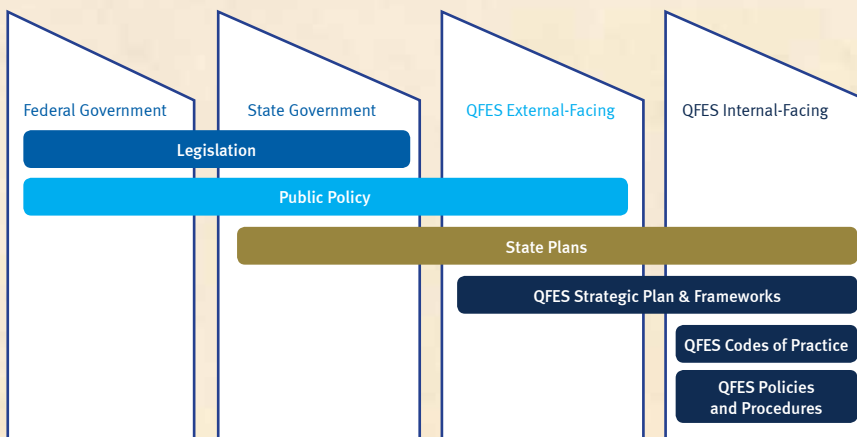 Federal Government
State Government
QFES External-Facing
QFES Internal-Facing
Legislation
Public Policy
State Plans
QFES Strategic Plan & Frameworks
QFES Codes of Practice
QFES Policies
and Procedures